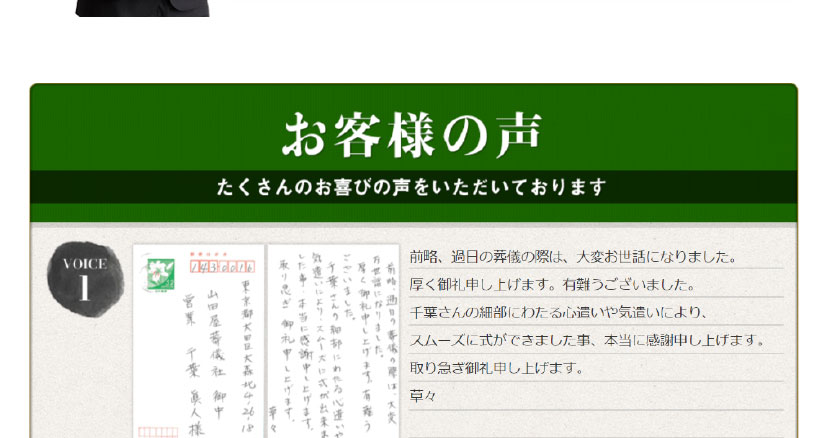 お客様の声
たくさんのお喜びの声をいただいております
VOICE
1
143 0016
東京都大田区大森北4-26-18
山田屋葬儀社 御中
営業 千葉 眞人様
前略、過日の葬儀の際は、大変
お世話になりました。
厚く御礼申し上げます。有難う
ございました。
千葉さんの細部にわたる心遣いや
気遣いにより、スムーズに式が出来ま
した事、本当に感謝申し上げます。
取り急ぎ 御礼申し上げます。
草々
前略、過日の葬儀の際は、大変お世話になりました。
厚く御礼申し上げます。有難うございました。
千葉さんの細部にわたる心遣いや気遣いにより、
スムーズに式ができました事、本当に感謝申し上げます。
取り急ぎ御礼申し上げます。
草々